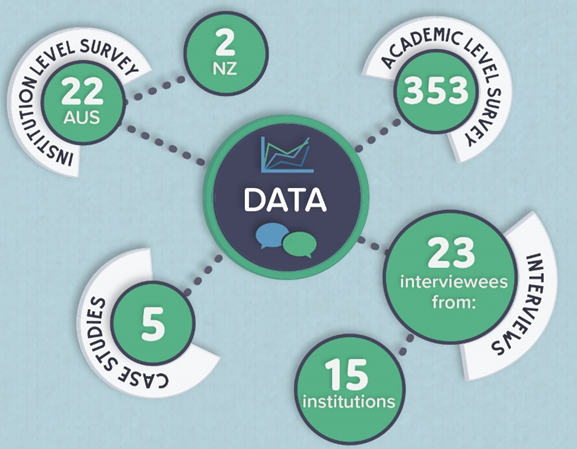 INSTITUTION LEVEL SURVEY
22
AUS
2
NZ
ACADEMIC LEVEL SURVEY
353
DATA
23
interviewees
from:
INTERVIEWS
15
institutions
5
CASE STUDIES